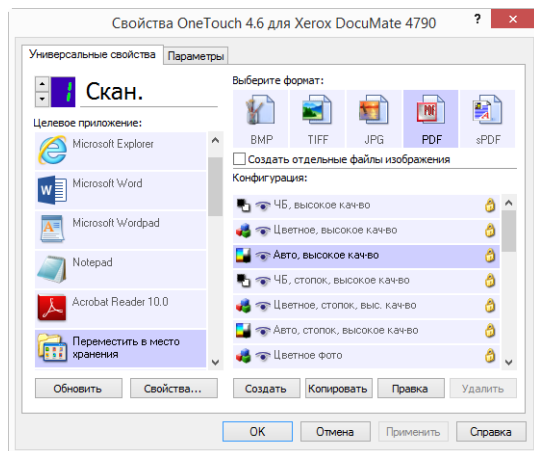 Свойства OneTouch 4.6 для Xerox DocuMate 4790
? ×
Универсальные свойства
Параметры
1 Скан.
Целевое приложение:
Microsoft Explorer
Microsoft Word
Microsoft Wordpad
Notepad
Acrobat Reader 10.0
Переместить в место
хранения
Обновить
Свойства...
Выберите формат:
BMP TIFF JPG PDF sPDF
Создать отдельные файлы изображения
Конфигурация:
ЧБ, высокое кач-во
Цветное, высокое кач-во
Авто, высокое кач-во
ЧБ, стопок, высокое кач-во
Цветное, стопок, выс. кач-во
Авто, стопок, высокое кач-во
Цветное фото
Создать
Копировать
Правка
Удалить
OK
Отмена
Применить
Справка